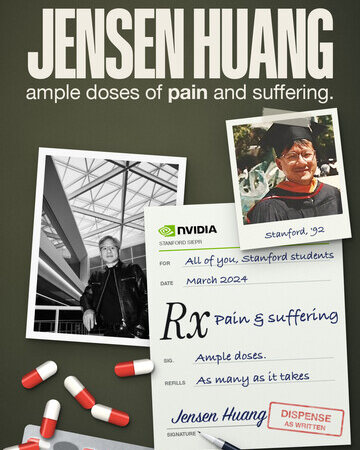 JENSEN HUANG
ample doses of pain and suffering.
Stanford, '92
NVIDIA
STANFORD SIEPR
FOR All of you, Stanford students
DATE March 2024
Rx Pain & suffering
SIG. Ample doses.
REFILLS As many as it takes
Jensen Huang
SIGNATURE
DISPENSE
AS WRITTEN